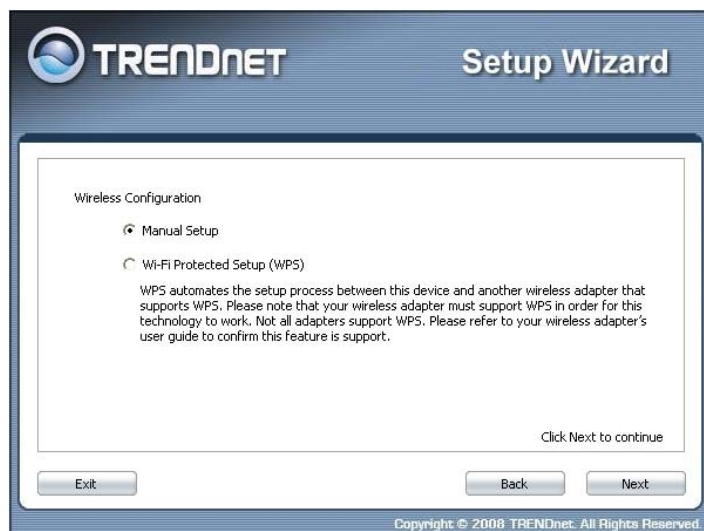 TRENDNET
Setup Wizard
Wireless Configuration
Manual Setup
Wi-Fi Protected Setup (WPS)
WPS automates the setup process between this device and another wireless adapter that
supports WPS. Please note that your wireless adapter must support WPS in order for this
technology to work. Not all adapters support WPS. Please refer to your wireless adapter's
user guide to confirm this feature is support.
Click Next to continue
Exit
Back
Next
Copyright © 2008 TRENDnet. All Rights Reserved.